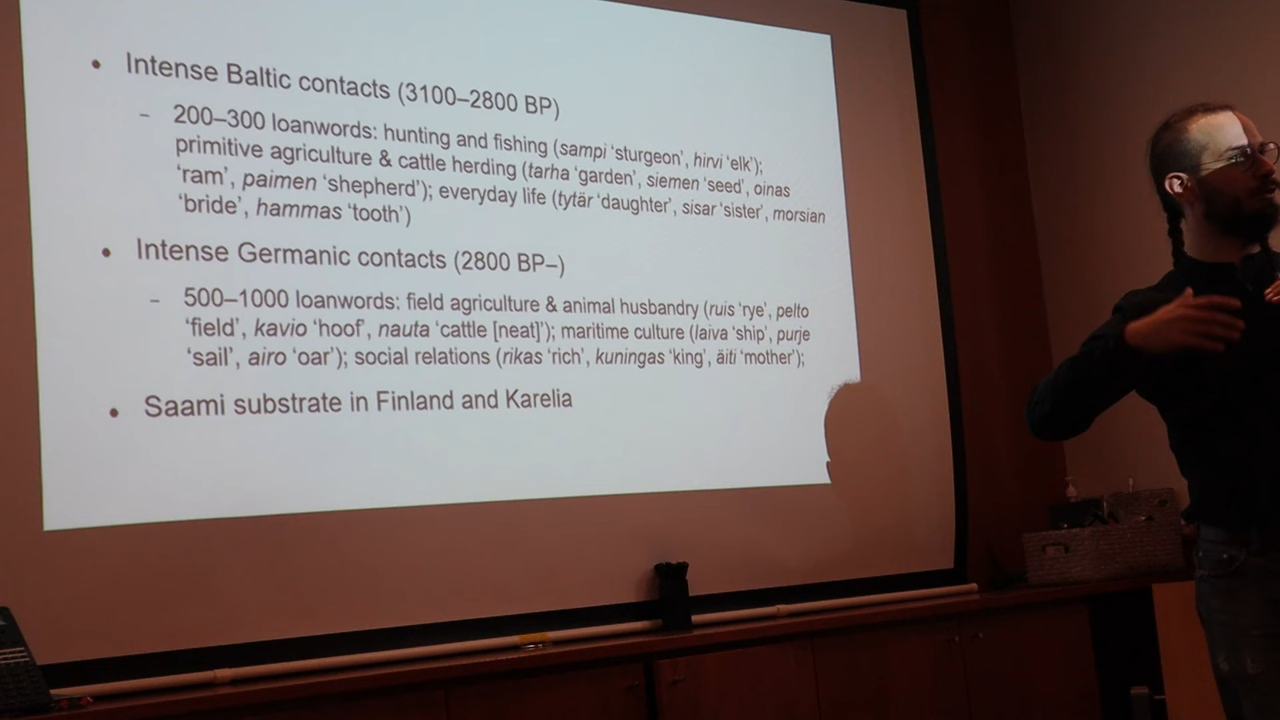 • Intense Baltic contacts (3100–2800 BP)
– 200–300 loanwords: hunting and fishing (sampi ‘sturgeon’, hirvi ‘elk’);
primitive agriculture & cattle herding (tarha ‘garden’, siemen ‘seed’, oinas
‘ram’, paimen ‘shepherd’); everyday life (tytär ‘daughter’, sisar ‘sister’, morsian
‘bride’, hammas ‘tooth’)
• Intense Germanic contacts (2800 BP–)
– 500–1000 loanwords: field agriculture & animal husbandry (ruis ‘rye’, pelto
‘field’, kavio ‘hoof’, nauta ‘cattle [neat]’); maritime culture (laiva ‘ship’, purje
‘sail’, airo ‘oar’); social relations (rikas ‘rich’, kuningas ‘king’, äiti ‘mother’);
• Saami substrate in Finland and Karelia